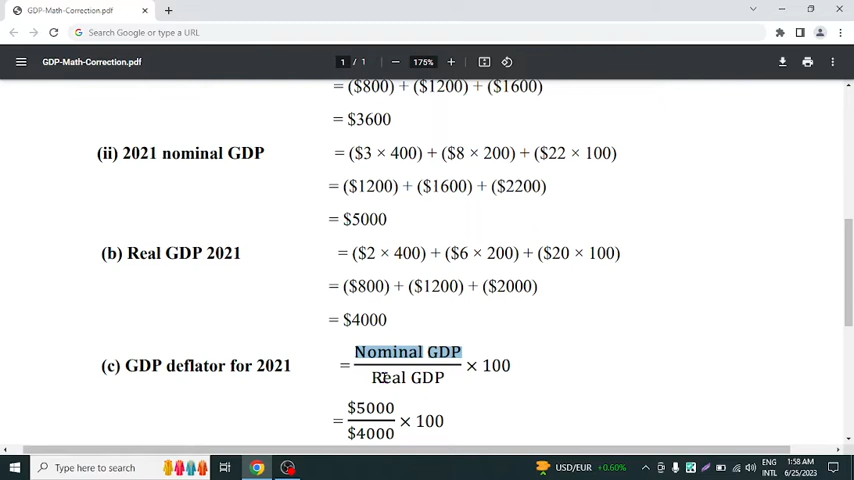 GDP-Math-Correction.pdf
Search Google or type a URL
GDP-Math-Correction.pdf
1 / 1
175%
= ($800) + ($1200) + ($1600)
= $3600
(ii) 2021 nominal GDP = ($3 × 400) + ($8 × 200) + ($22 × 100)
= ($1200) + ($1600) + ($2200)
= $5000
(b) Real GDP 2021 = ($2 × 400) + ($6 × 200) + ($20 × 100)
= ($800) + ($1200) + ($2000)
= $4000
Nominal GDP
(c) GDP deflator for 2021 = × 100
Real GDP
$5000
= × 100
$4000
Type here to search
USD/EUR +0.60%
ENG
INTL
1:58 AM
6/25/2023